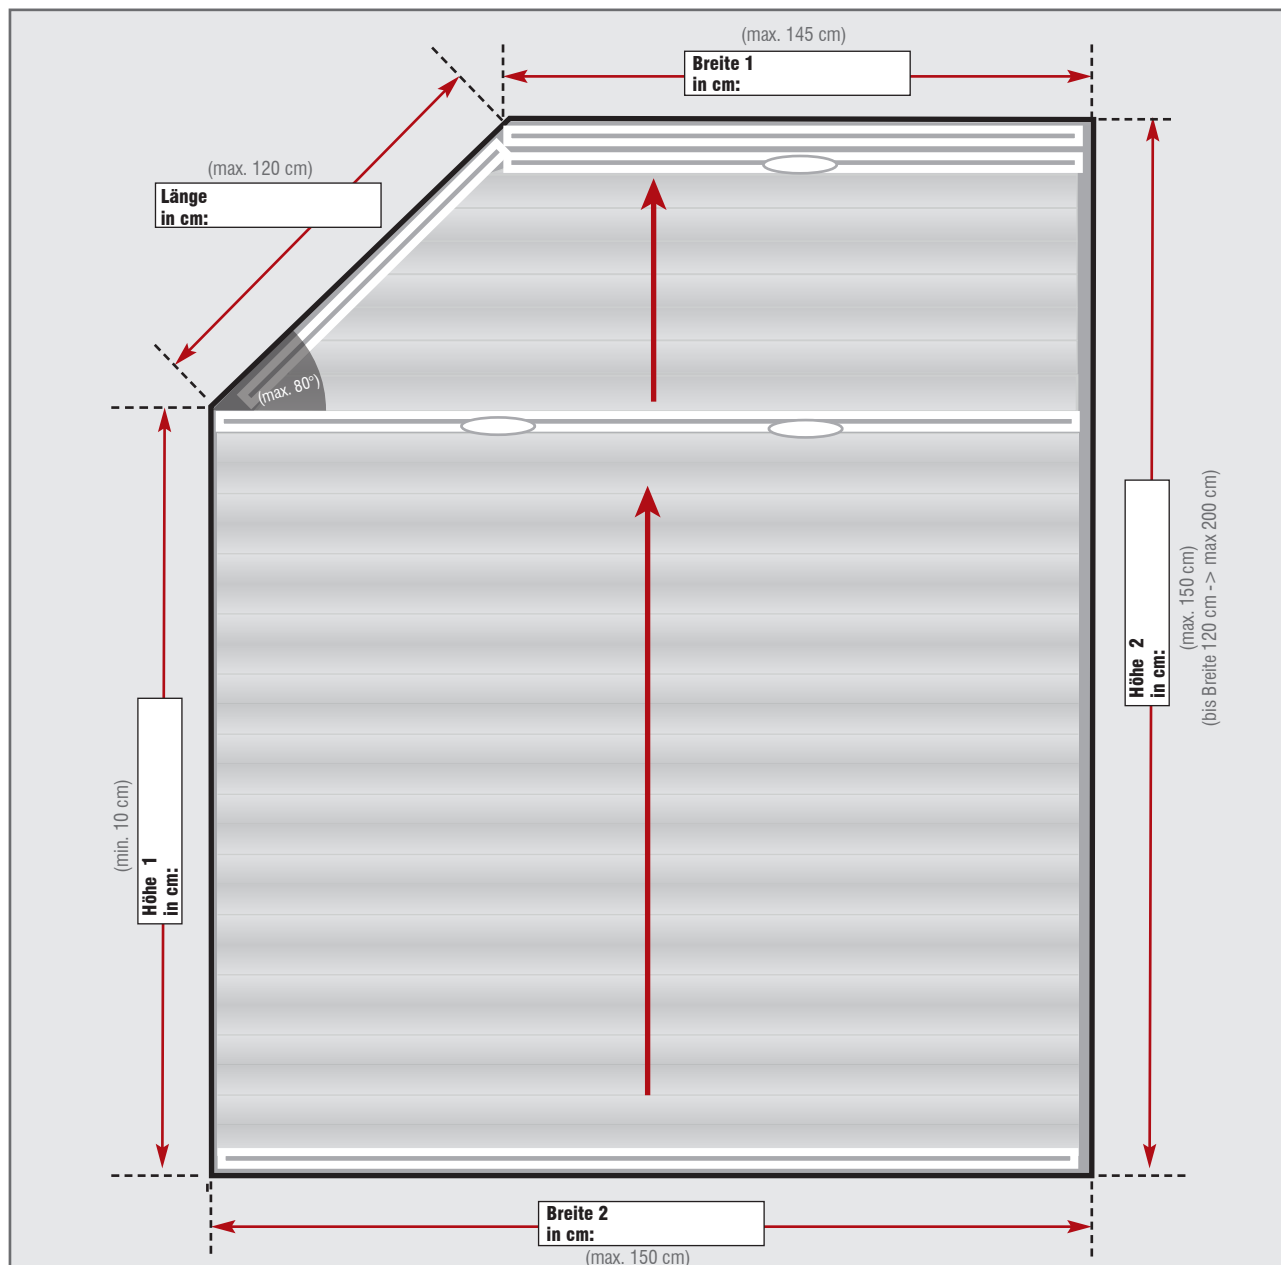 (max. 145 cm)
Breite 1
in cm:
(max. 120 cm)
Länge
in cm:
(max. 80°)
Höhe 2
in cm:
(max. 150 cm)
(bis Breite 120 cm -> max 200 cm)
(min. 10 cm)
Höhe 1
in cm:
Breite 2
in cm:
(max. 150 cm)